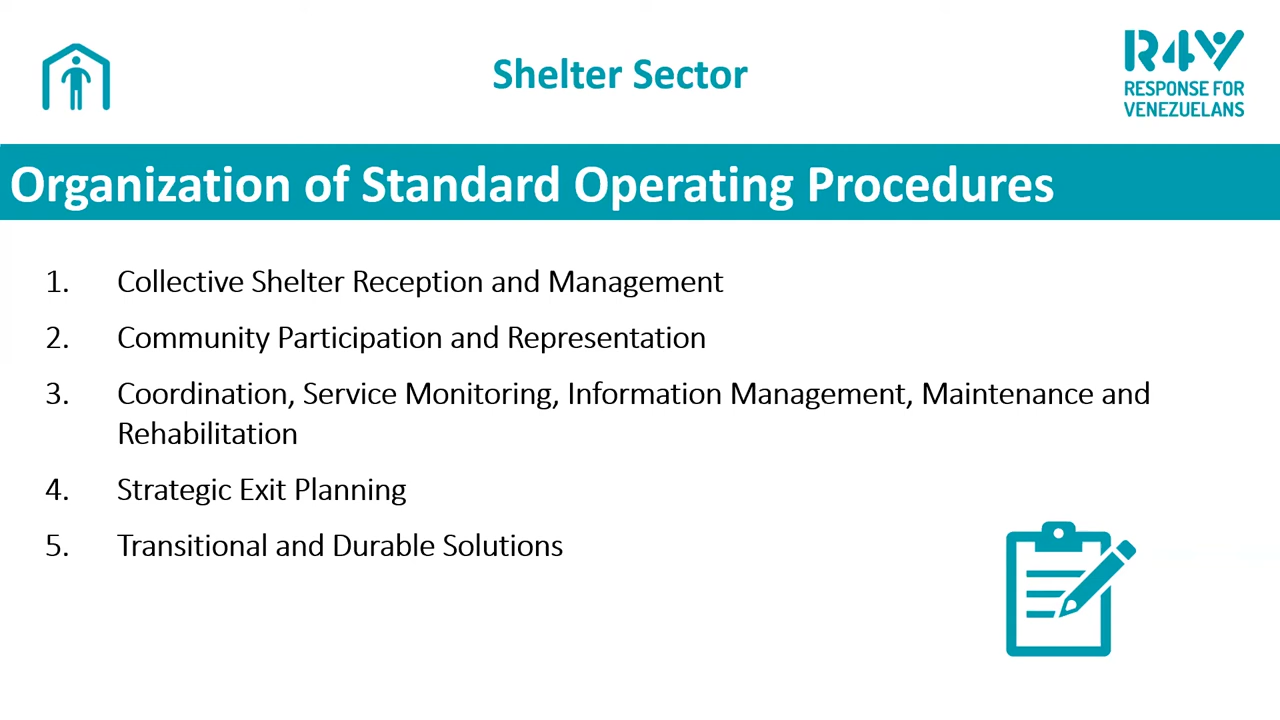 Shelter Sector
R4V
RESPONSE FOR
VENEZUELANS
Organization of Standard Operating Procedures
1. Collective Shelter Reception and Management
2. Community Participation and Representation
3. Coordination, Service Monitoring, Information Management, Maintenance and
Rehabilitation
4. Strategic Exit Planning
5. Transitional and Durable Solutions